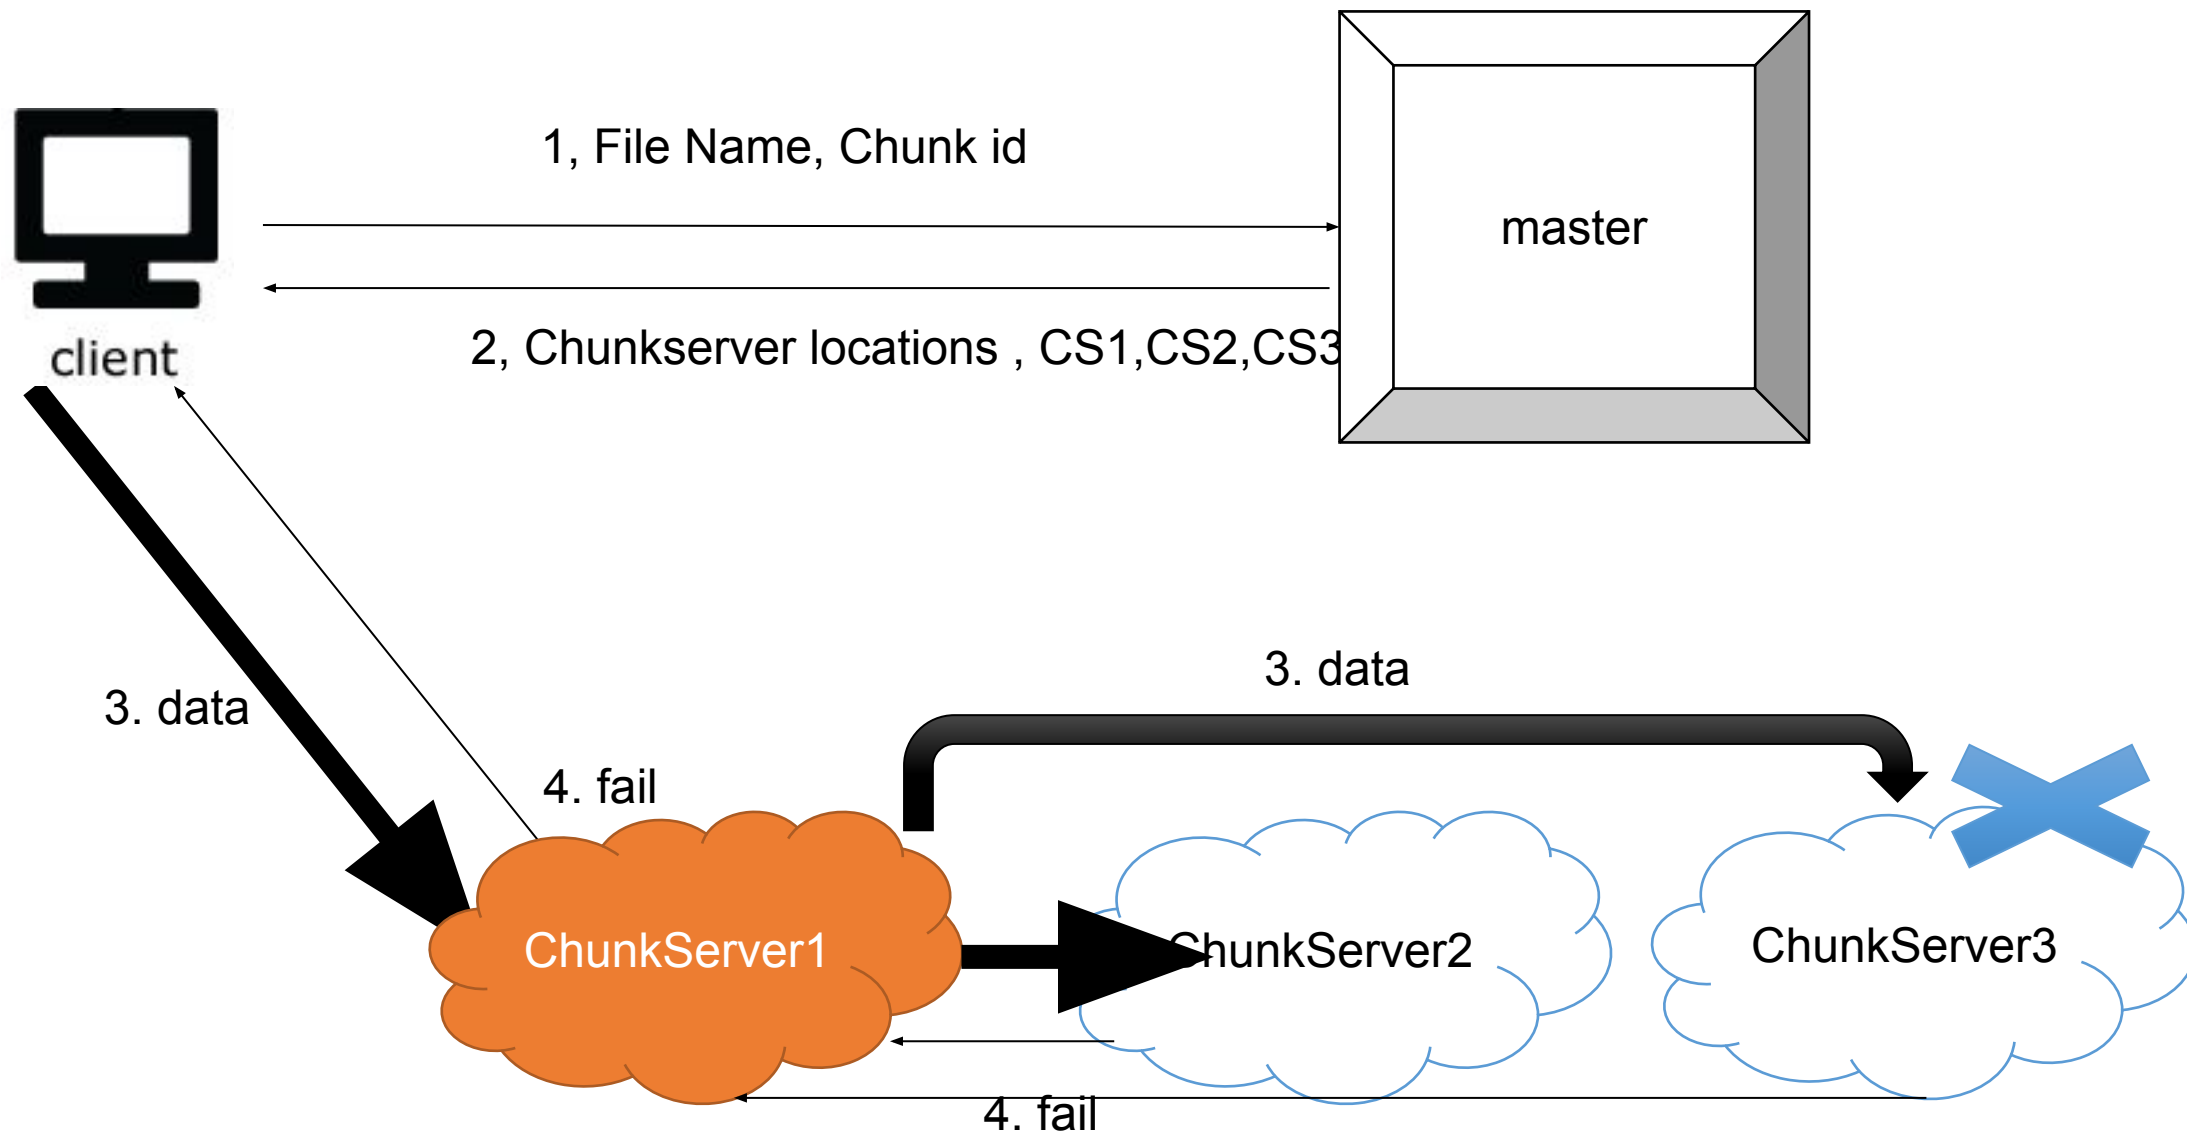 1, File Name, Chunk id
master
2, Chunkserver locations , CS1,CS2,CS3
client
3. data
3. data
4. fail
ChunkServer1
ChunkServer2
ChunkServer3
4. fail